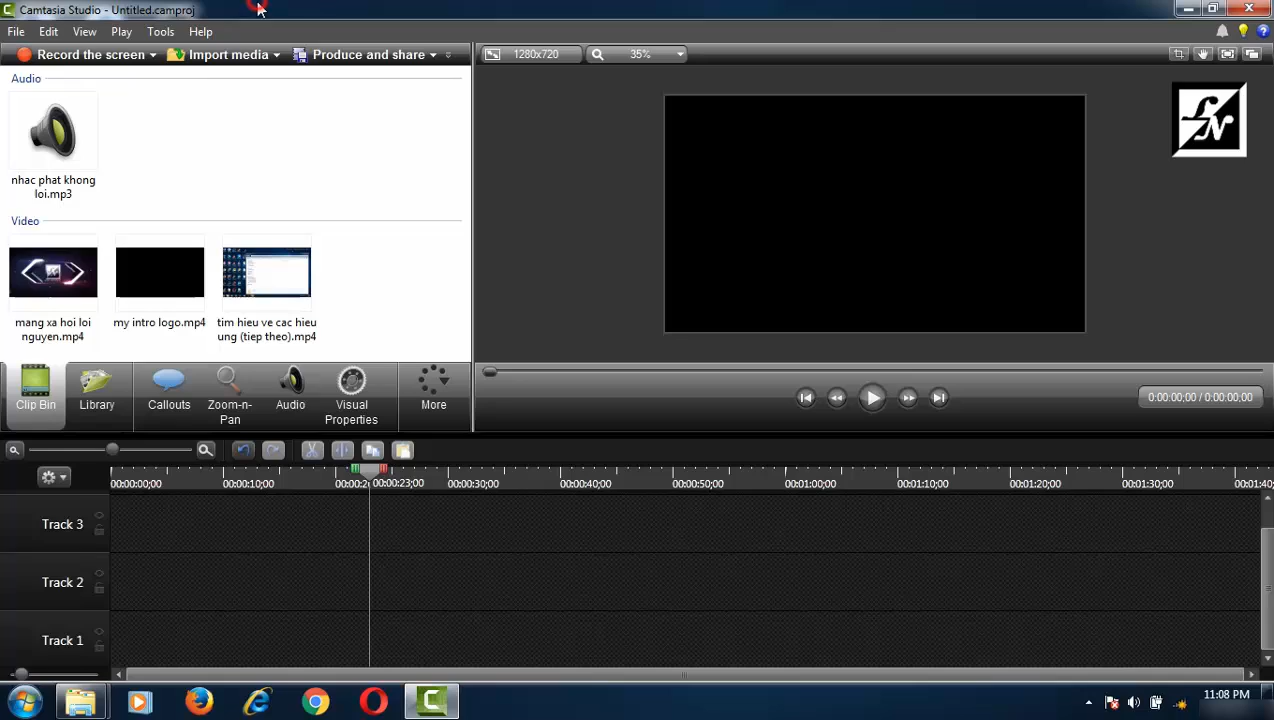 Camtasia Studio - Untitled.camproj
File Edit View Play Tools Help
Record the screen Import media Produce and share
1280x720 35%
Audio
nhac phat khong
loi.mp3
LN
Video
mang xa hoi loi
nguyen.mp4
my intro logo.mp4
tim hieu ve cac hieu
ung (tiep theo).mp4
Clip Bin
Library
Callouts
Zoom-n-
Pan
Audio
Visual
Properties
More
0:00:00;00 / 0:00:00;00
00:00:00;00 00:00:10;00 00:00:23;00 00:00:30;00 00:00:40;00 00:00:50;00 00:01:00;00 00:01:10;00 00:01:20;00 00:01:30;00
Track 3
Track 2
Track 1
11:08 PM